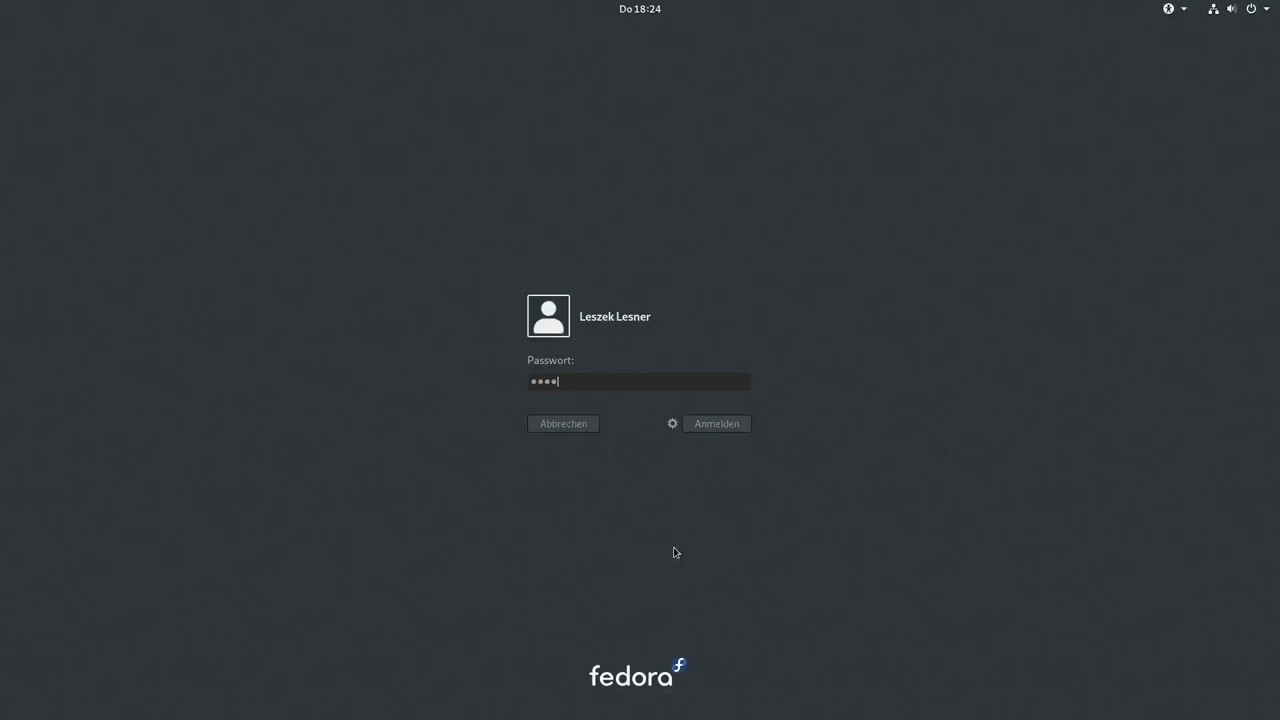 Do 18:24
Leszek Lesner
Passwort:
Abbrechen
Anmelden
fedora